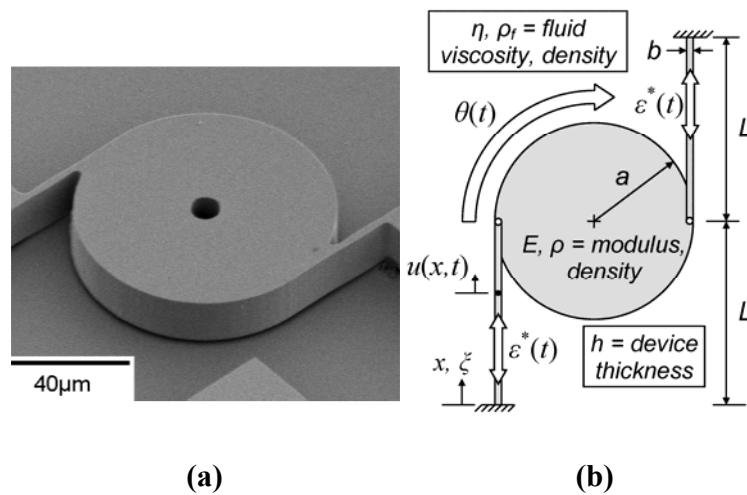 40µm
(a)
η, ρf = fluid
viscosity, density
b
ε*(t)
θ(t)
L
a
E, ρ = modulus,
density
u(x,t)
L
ε*(t)
h = device
thickness
x, ξ
(b)